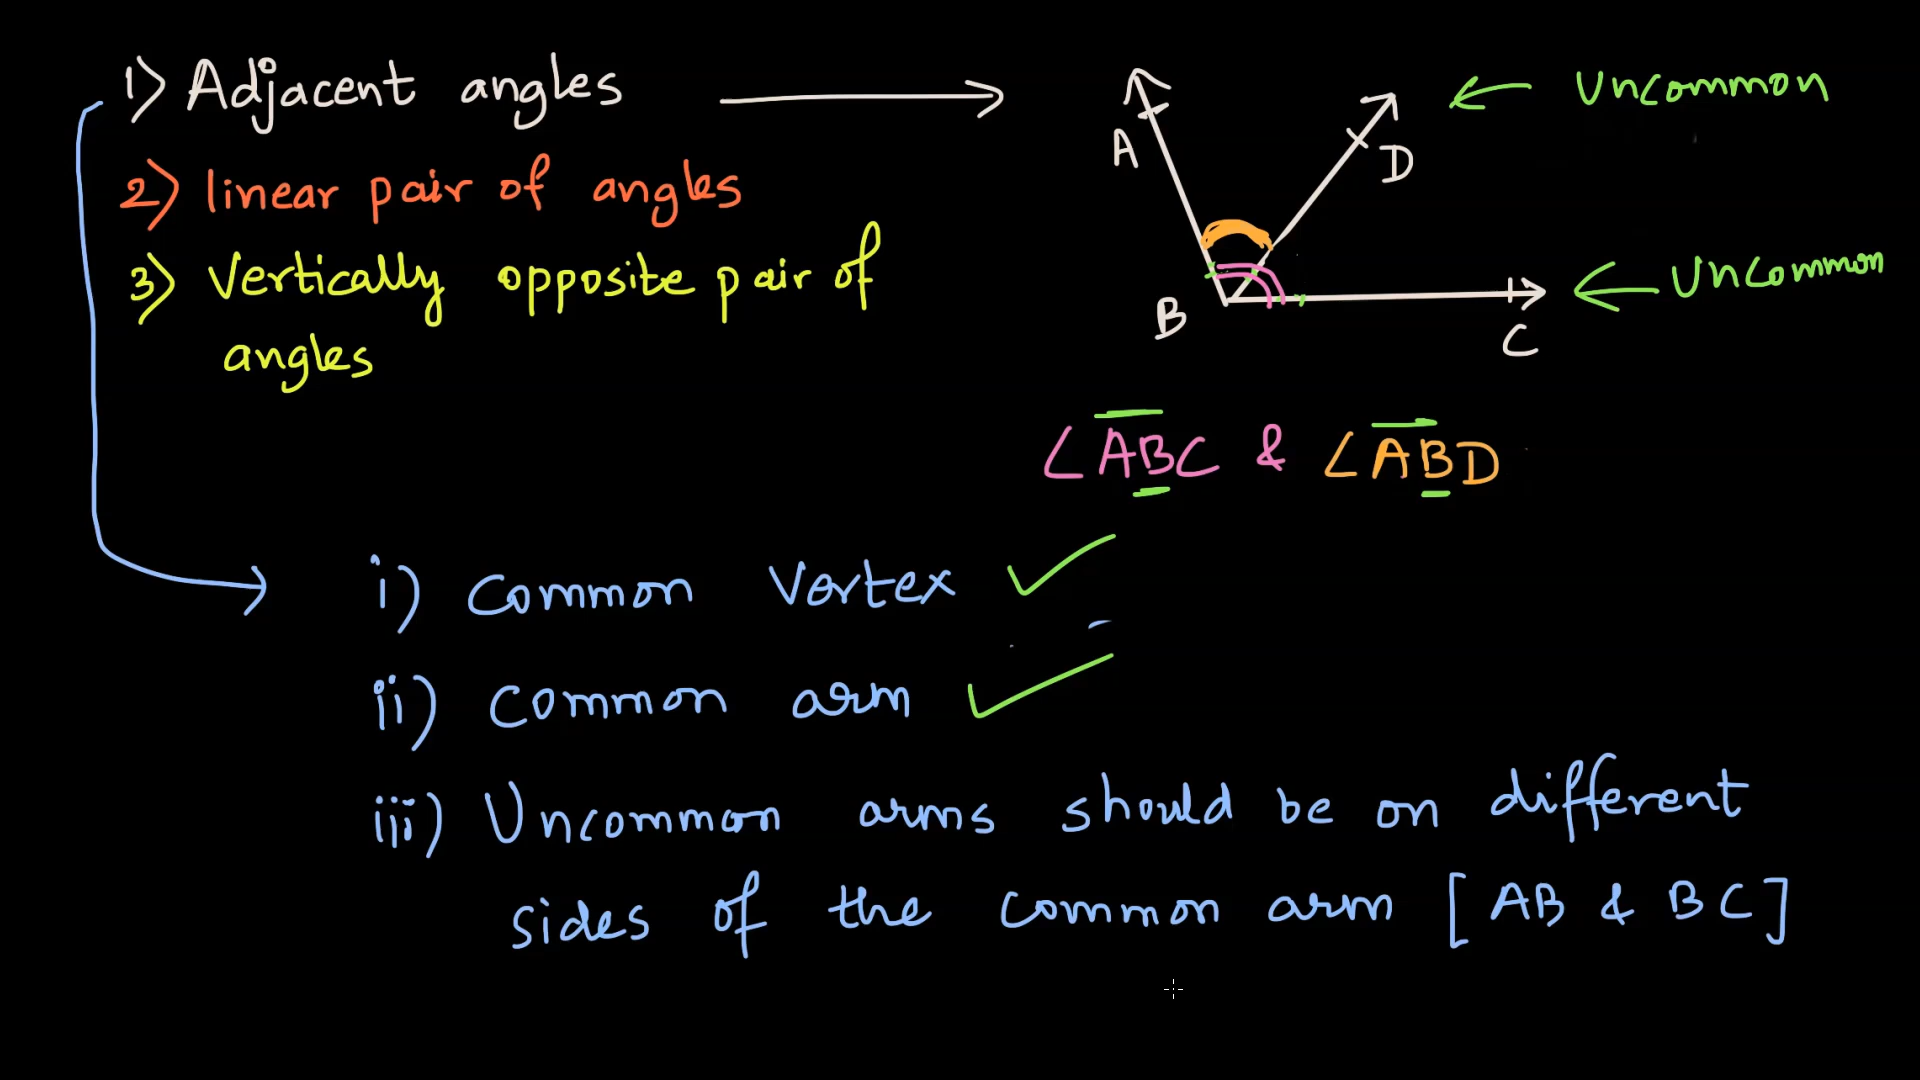 1) Adjacent angles
2) linear pair of angles
3) Vertically opposite pair of
angles
A
D
B
C
Uncommon
Uncommon
∠ABC & ∠ABD
i) Common Vertex
ii) Common arm
iii) Uncommon arms should be on different
sides of the common arm [AB & BC]